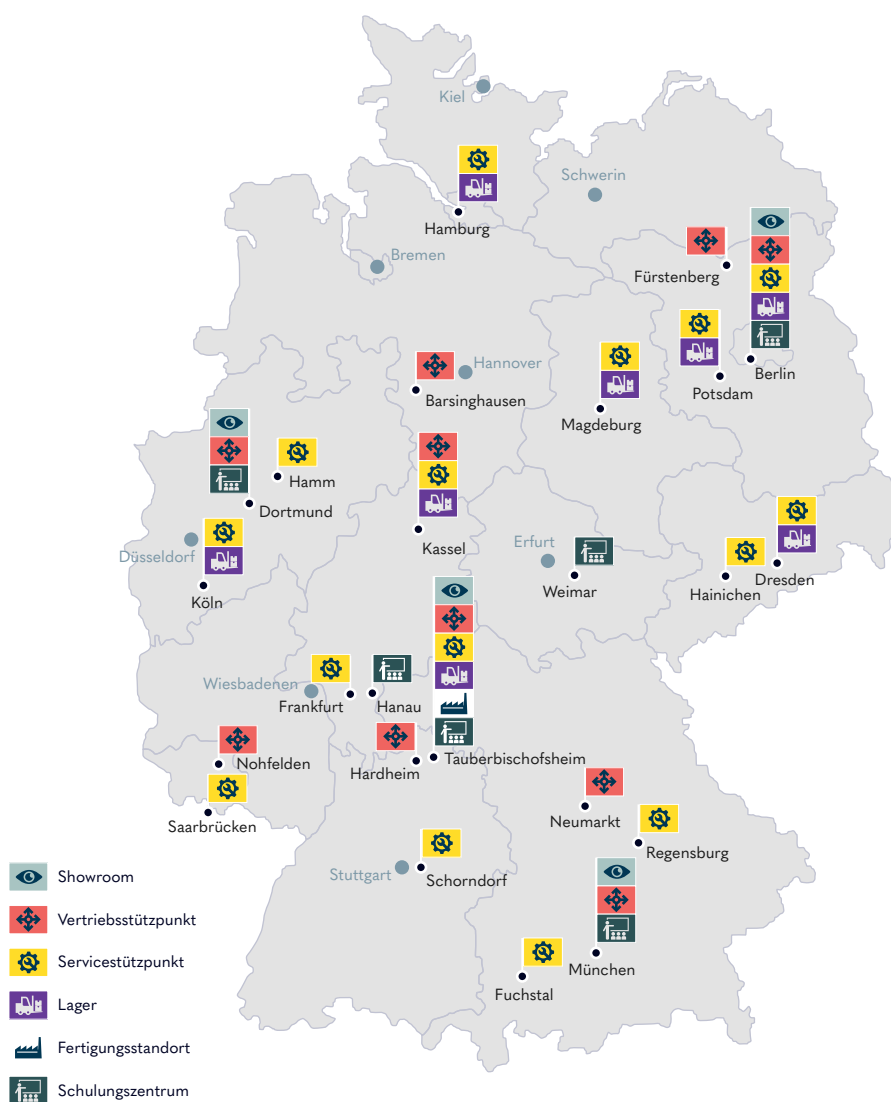 Kiel
Schwerin
Hamburg
Bremen
Fürstenberg
Hannover
Barsinghausen
Berlin
Potsdam
Magdeburg
Hamm
Dortmund
Düsseldorf
Kassel
Erfurt
Weimar
Hainichen
Dresden
Köln
Wiesbadenen
Frankfurt
Hanau
Nohfelden
Hardheim
Tauberbischofsheim
Saarbrücken
Neumarkt
Regensburg
Stuttgart
Schorndorf
München
Fuchstal
Showroom
Vertriebsstützpunkt
Servicestützpunkt
Lager
Fertigungsstandort
Schulungszentrum